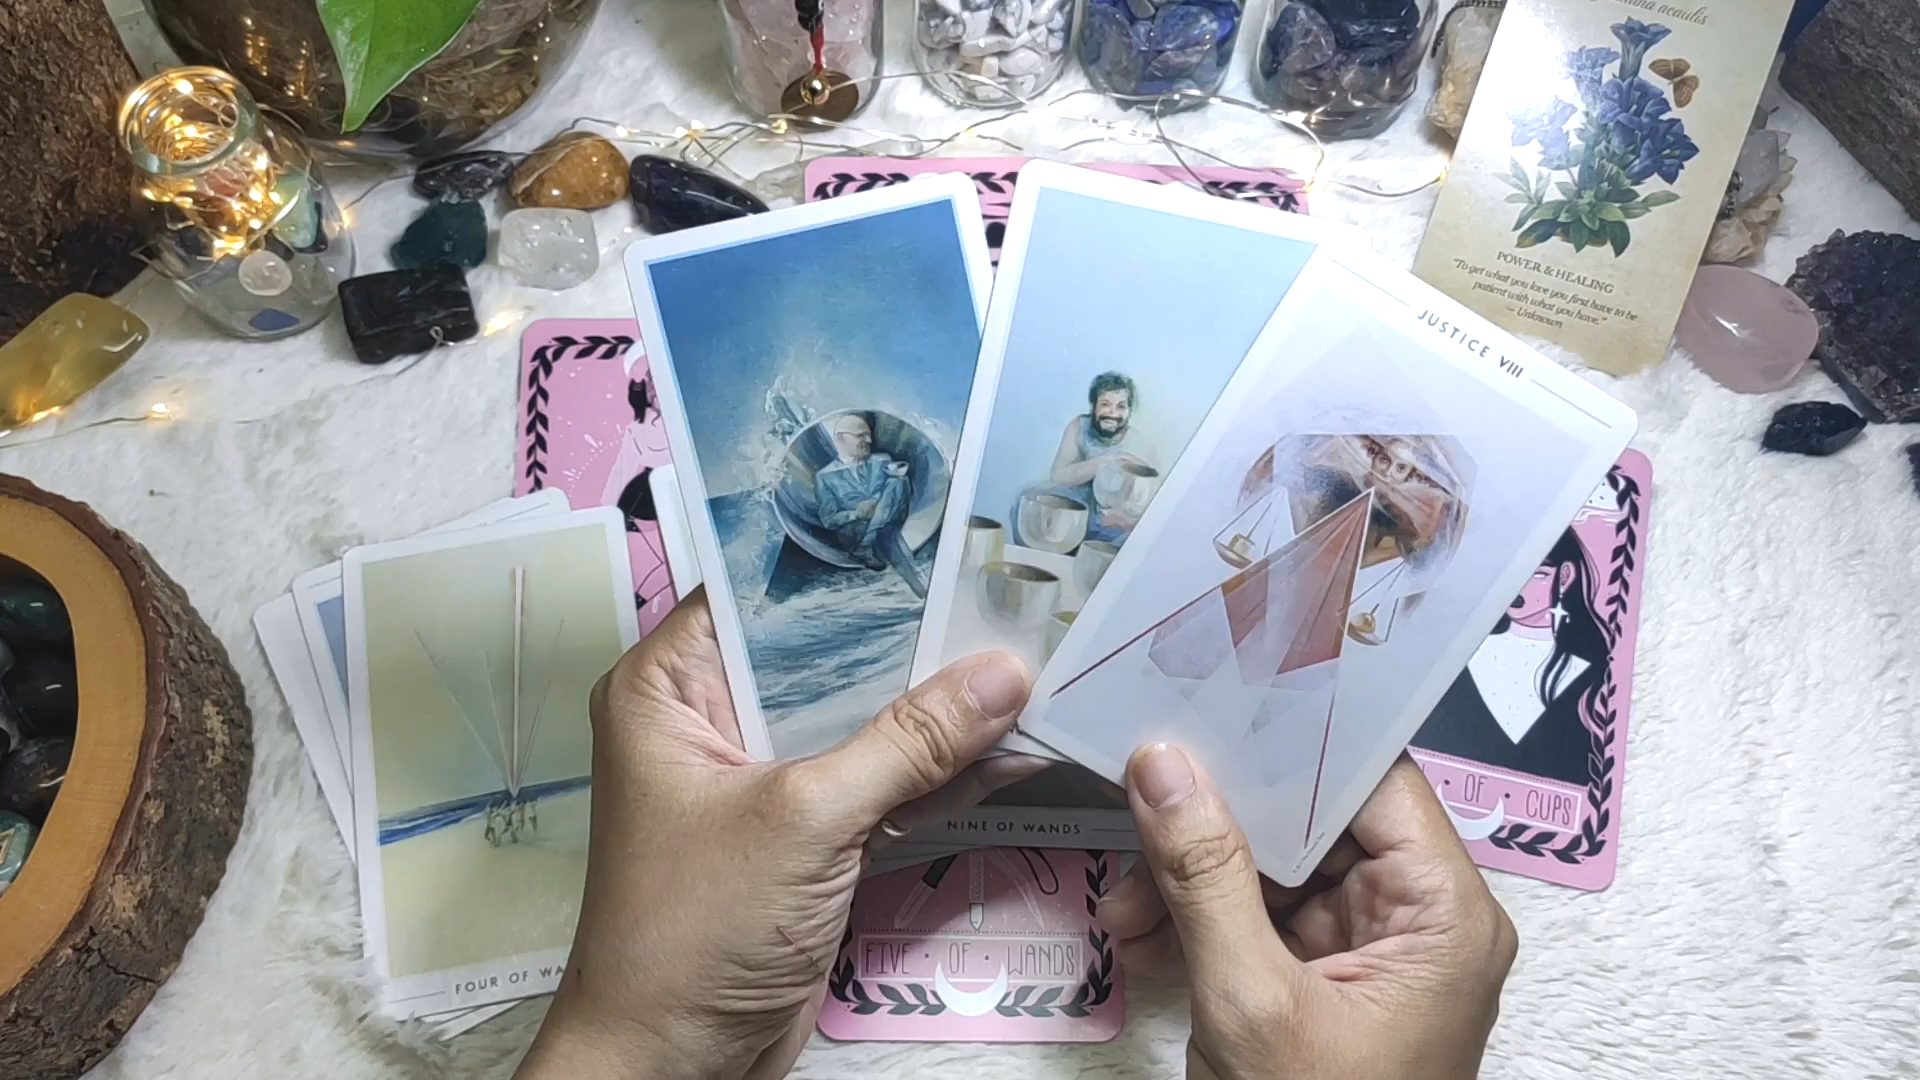 acaulis
POWER & HEALING
"To get what you love you first have to be
patient with what you have."
— Unknown
JUSTICE VIII
OF · CUPS
NINE OF WANDS
FIVE · OF · WANDS
FOUR OF WA